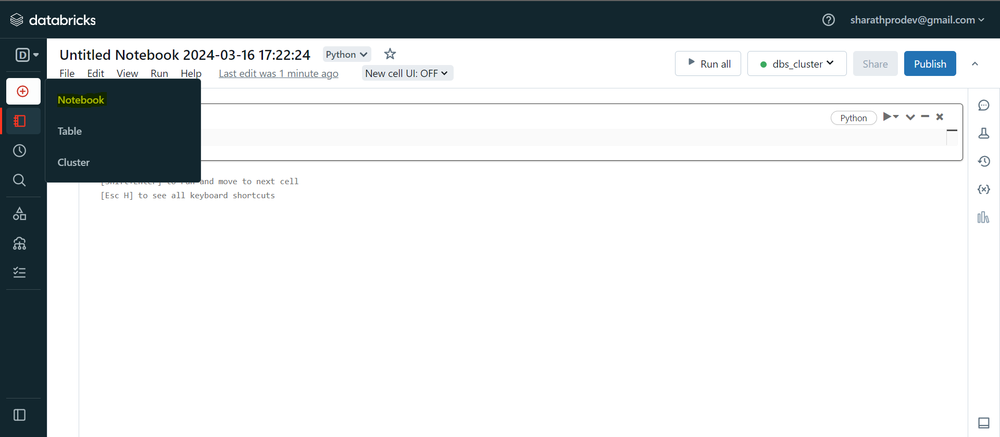 databricks
sharathprodev@gmail.com
D
Untitled Notebook 2024-03-16 17:22:24 Python
Run all dbs_cluster Share Publish
File Edit View Run Help Last edit was 1 minute ago New cell UI: OFF
Notebook
Table
Cluster
Python
to and move to next cell
[Esc H] to see all keyboard shortcuts